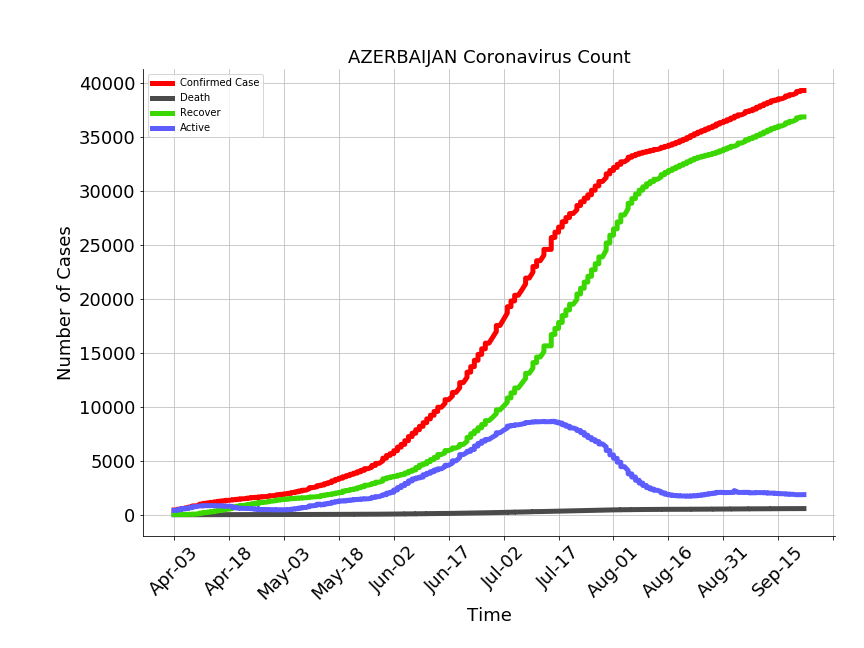 AZERBAIJAN Coronavirus Count
Confirmed Case
Death
Recover
Active
40000
35000
30000
25000
20000
15000
10000
5000
0
Number of Cases
Apr-03
Apr-18
May-03
May-18
Jun-02
Jun-17
Jul-02
Jul-17
Aug-01
Aug-16
Aug-31
Sep-15
Time